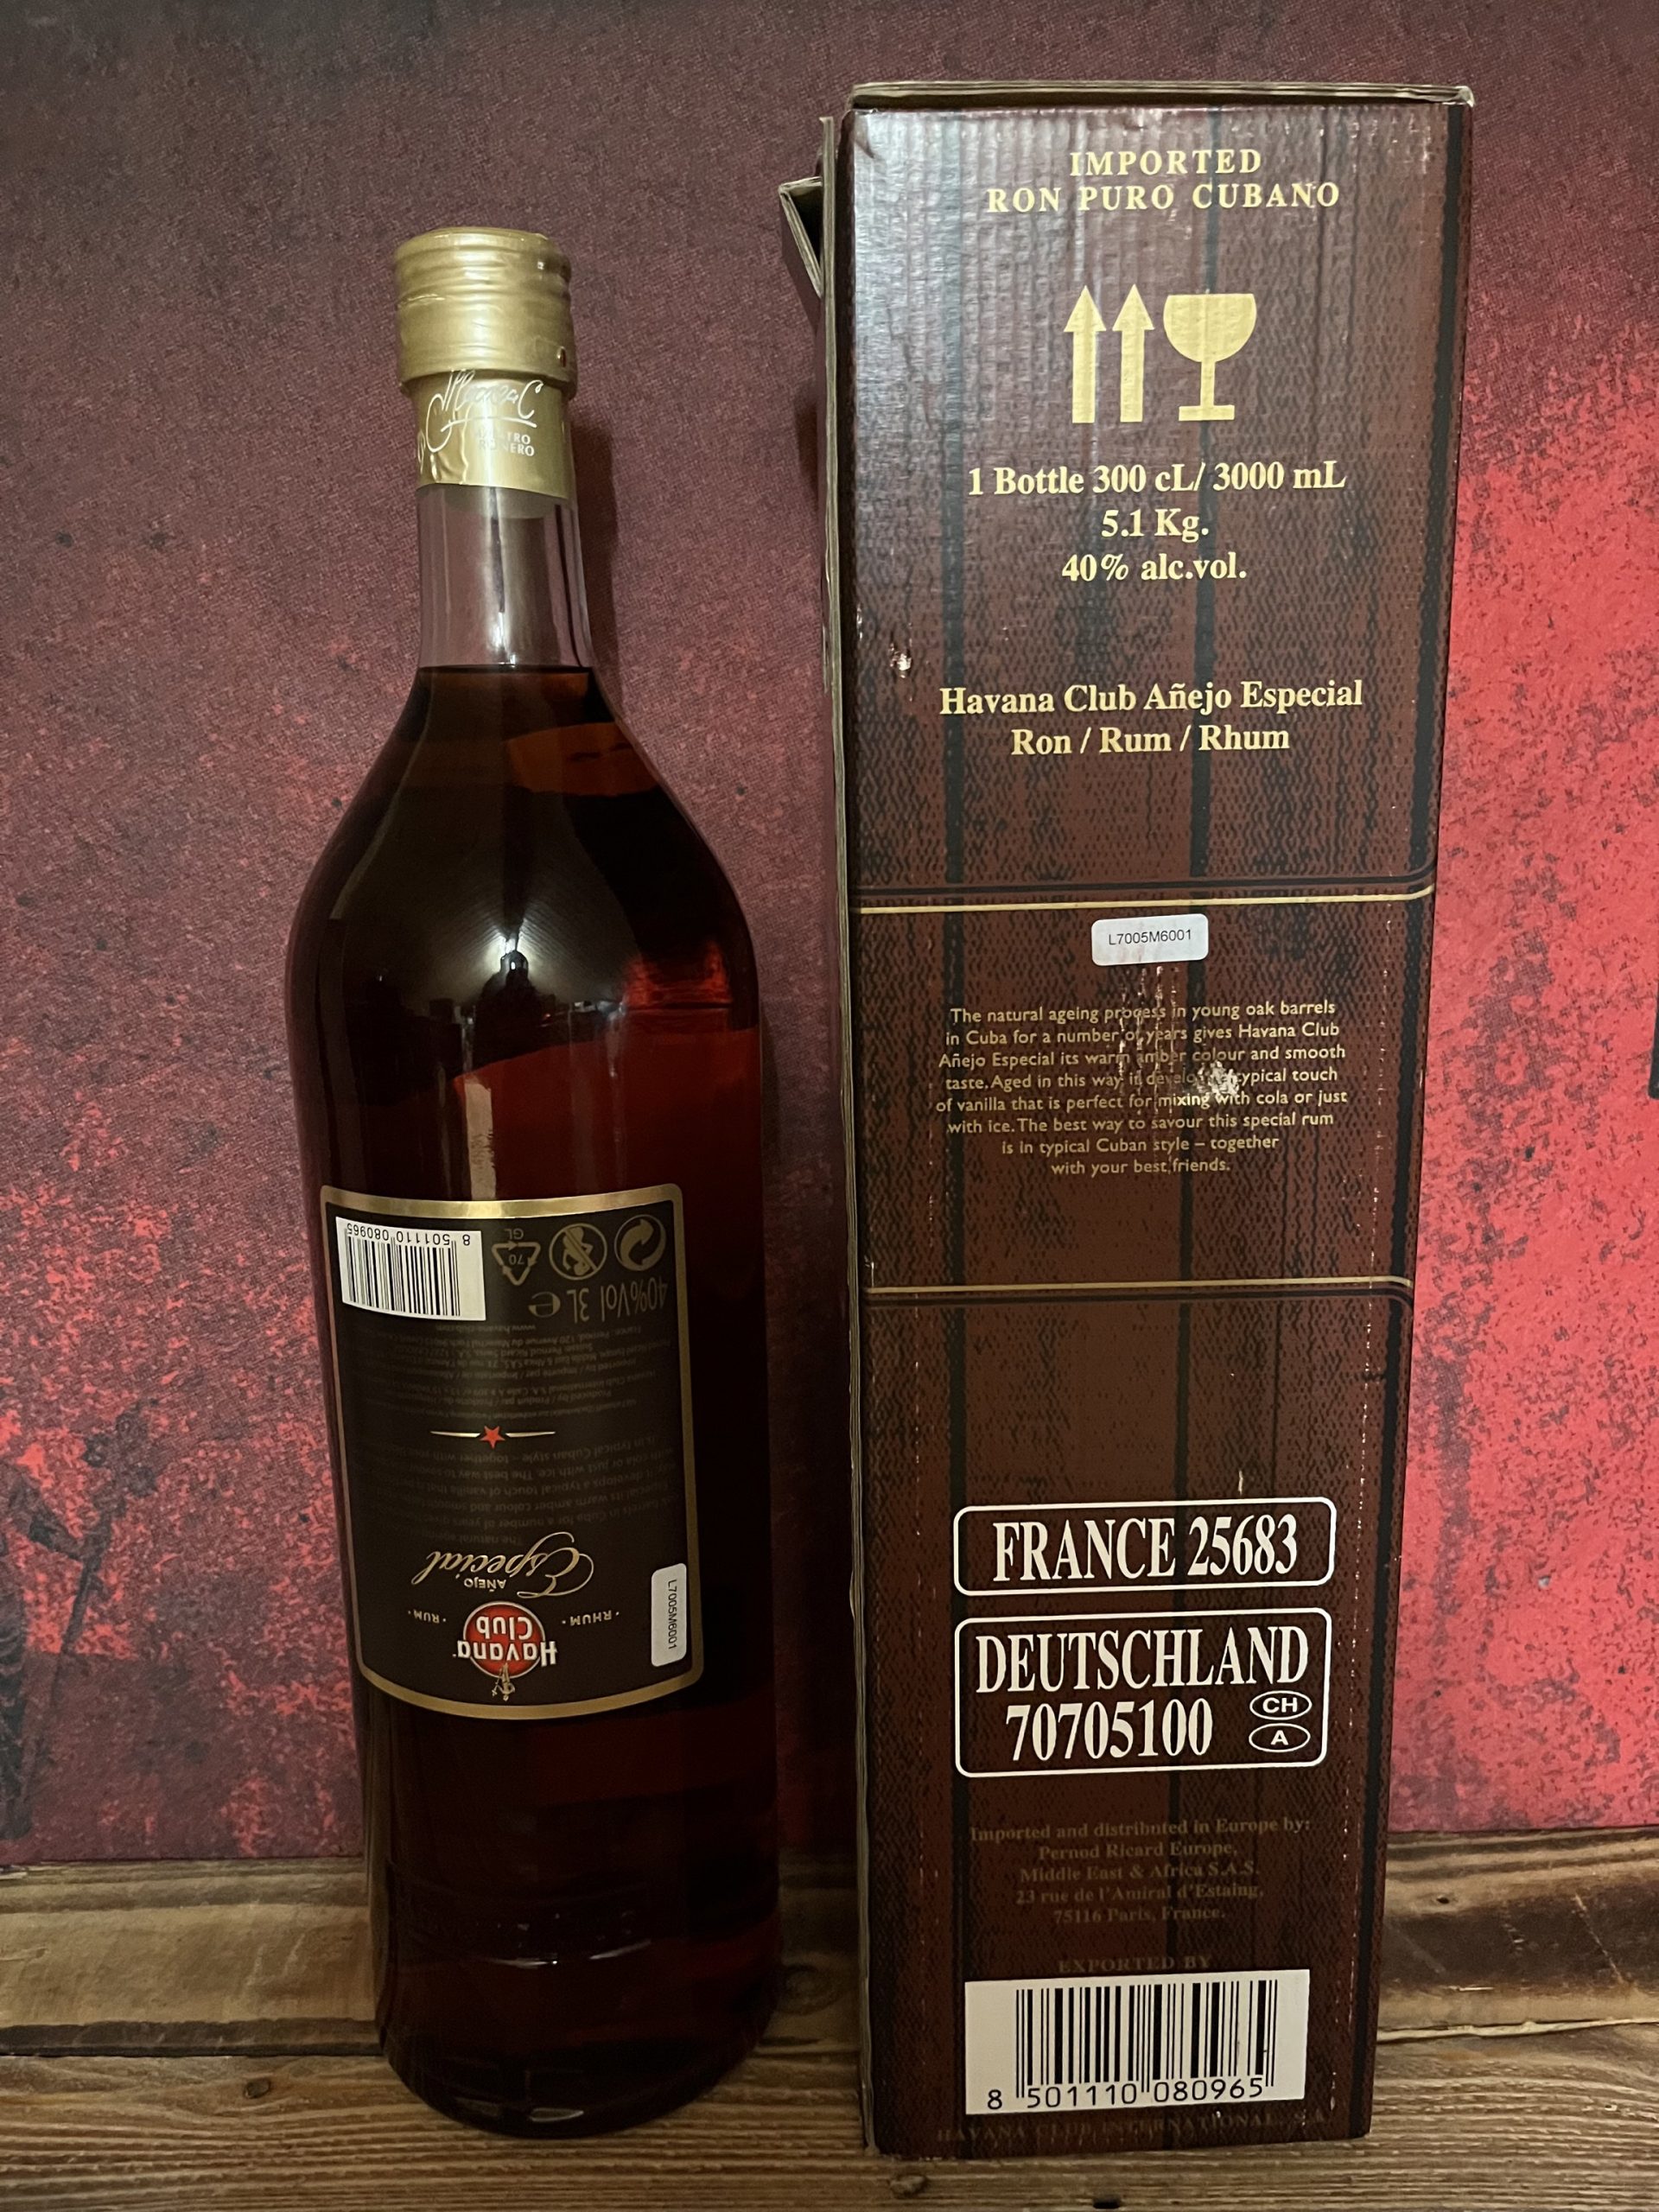 MAESTRO
RONERO
8 501110 080965
70
GL
40%Vol 3L e
AÑEJO
Especial
· RHUM · · RUM ·
Havana
Club
L7005M6001
IMPORTED
RON PURO CUBANO
1 Bottle 300 cL/ 3000 mL
5.1 Kg.
40% alc.vol.
Havana Club Añejo Especial
Ron / Rum / Rhum
L7005M6001
The natural ageing process in young oak barrels
in Cuba for a number of years gives Havana Club
Añejo Especial its warm amber colour and smooth
taste. Aged in this way it develops a typical touch
of vanilla that is perfect for mixing with cola or just
with ice. The best way to savour this special rum
is in typical Cuban style – together
with your best friends.
FRANCE 25683
DEUTSCHLAND
70705100 CH
A
Imported and distributed in Europe by:
Pernod Ricard Europe,
Middle East & Africa S.A.S.
23 rue de l'Amiral d'Estaing,
75116 Paris, France.
EXPORTED BY
8 501110 080965
HAVANA CLUB INTERNATIONAL, S.A.